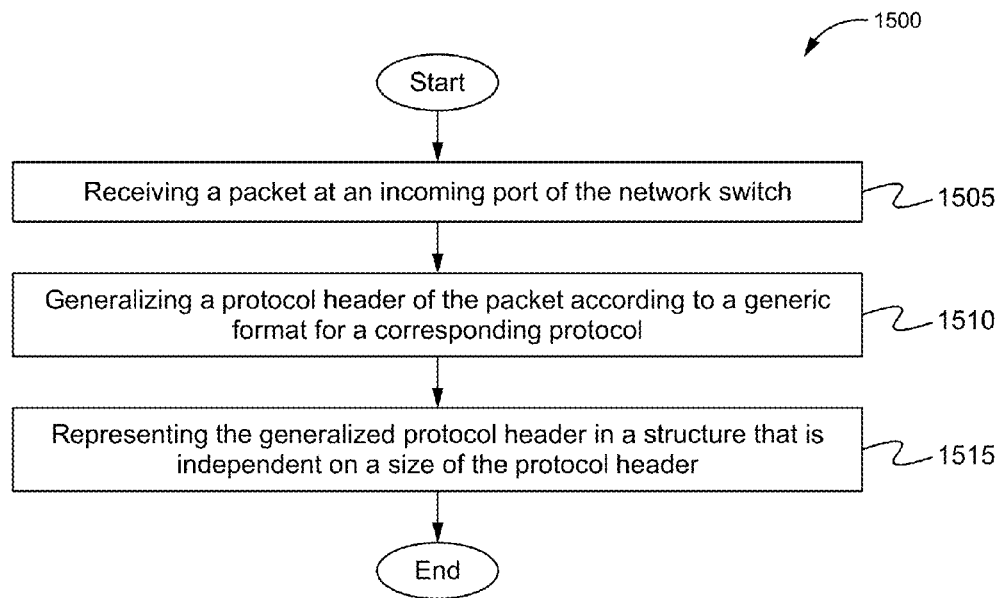 1500
Start
Receiving a packet at an incoming port of the network switch
1505
Generalizing a protocol header of the packet according to a generic
format for a corresponding protocol
1510
Representing the generalized protocol header in a structure that is
independent on a size of the protocol header
1515
End